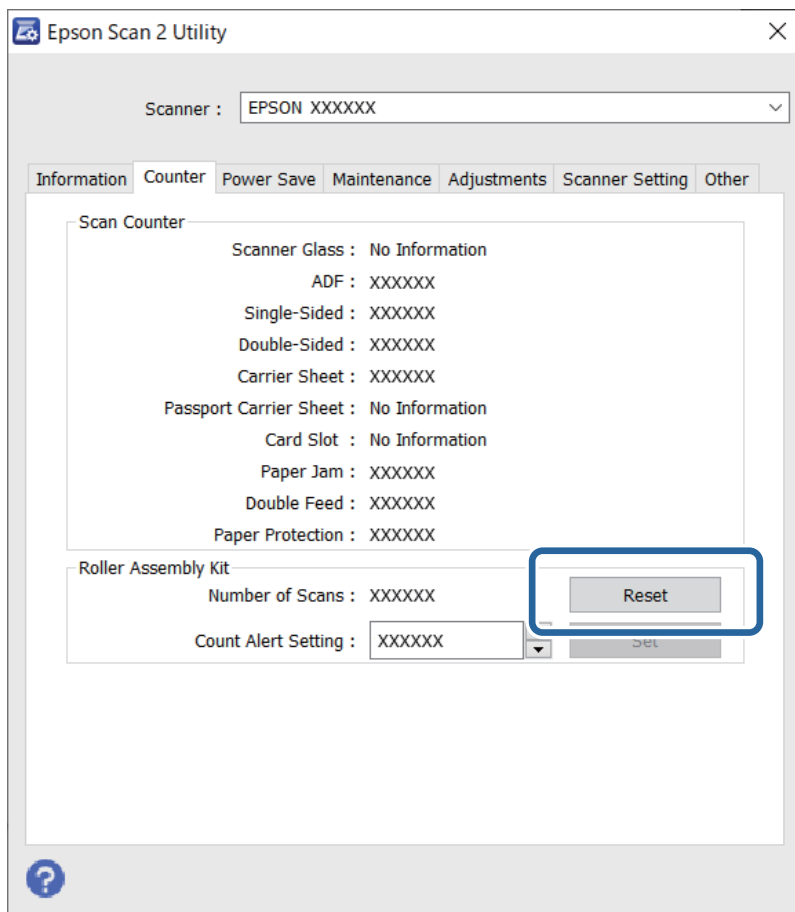 Epson Scan 2 Utility
Scanner : EPSON XXXXXX
Information Counter Power Save Maintenance Adjustments Scanner Setting Other
Scan Counter
Scanner Glass : No Information
ADF : XXXXXX
Single-Sided : XXXXXX
Double-Sided : XXXXXX
Carrier Sheet : XXXXXX
Passport Carrier Sheet : No Information
Card Slot : No Information
Paper Jam : XXXXXX
Double Feed : XXXXXX
Paper Protection : XXXXXX
Roller Assembly Kit
Number of Scans : XXXXXX Reset
Count Alert Setting : XXXXXX Set
?